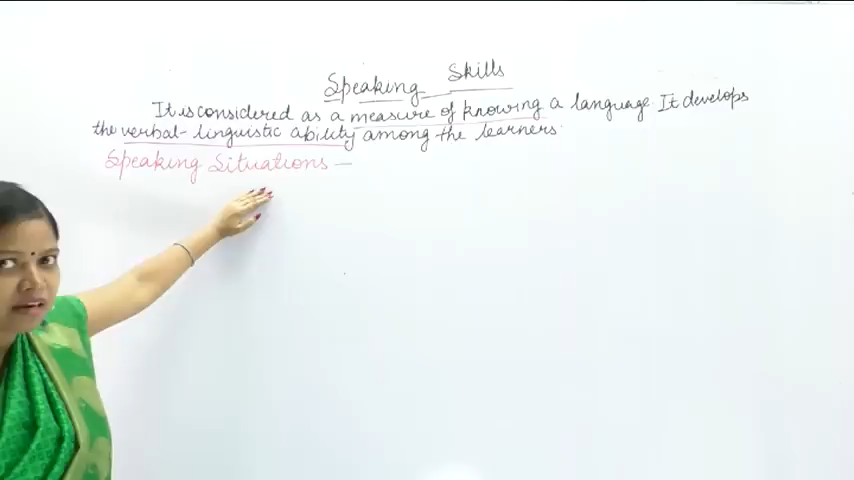 Speaking Skills
It is considered as a measure of knowing a language. It develops
the verbal-linguistic ability among the learners.
Speaking Situations —